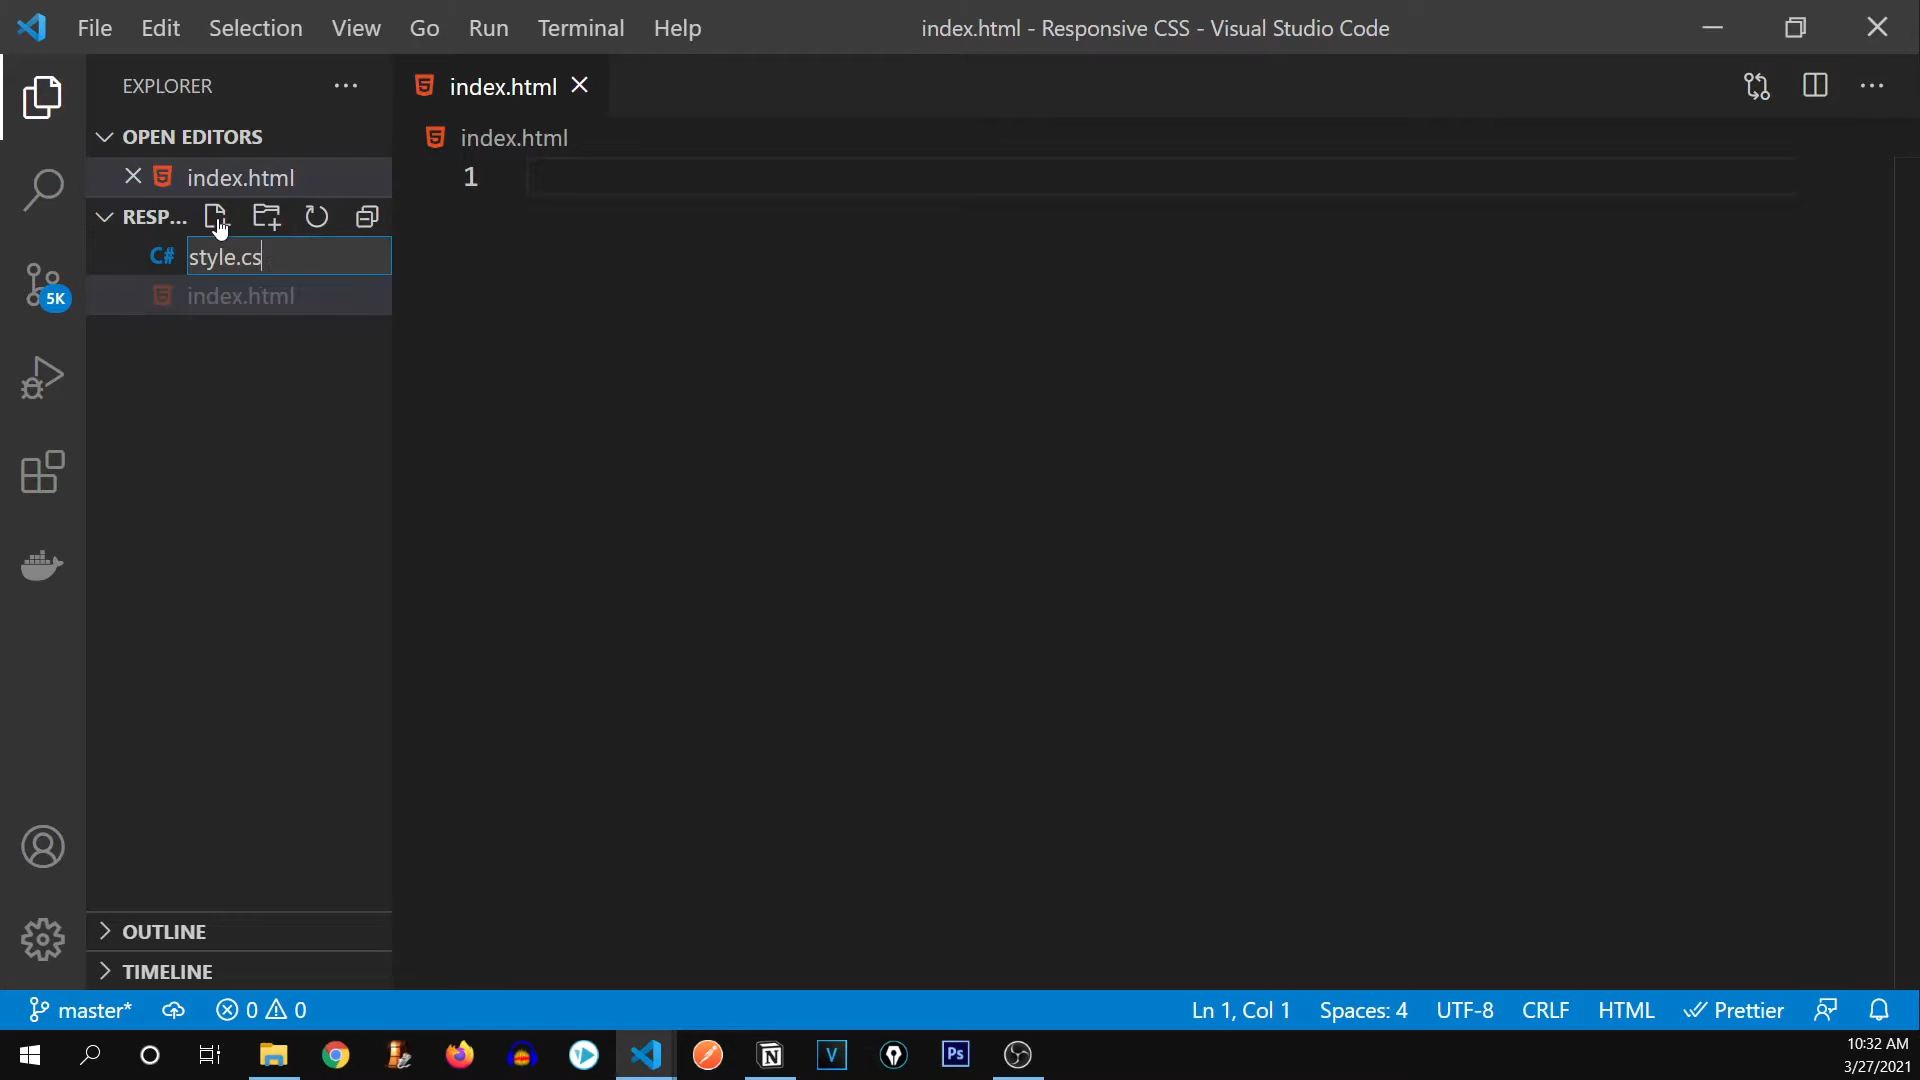 File Edit Selection View Go Run Terminal Help index.html - Responsive CSS - Visual Studio Code
EXPLORER
index.html
OPEN EDITORS
index.html
index.html
1
RESP...
C# style.cs
index.html
5K
OUTLINE
TIMELINE
master* 0 0 Ln 1, Col 1 Spaces: 4 UTF-8 CRLF HTML Prettier
V
Ps
10:32 AM
3/27/2021